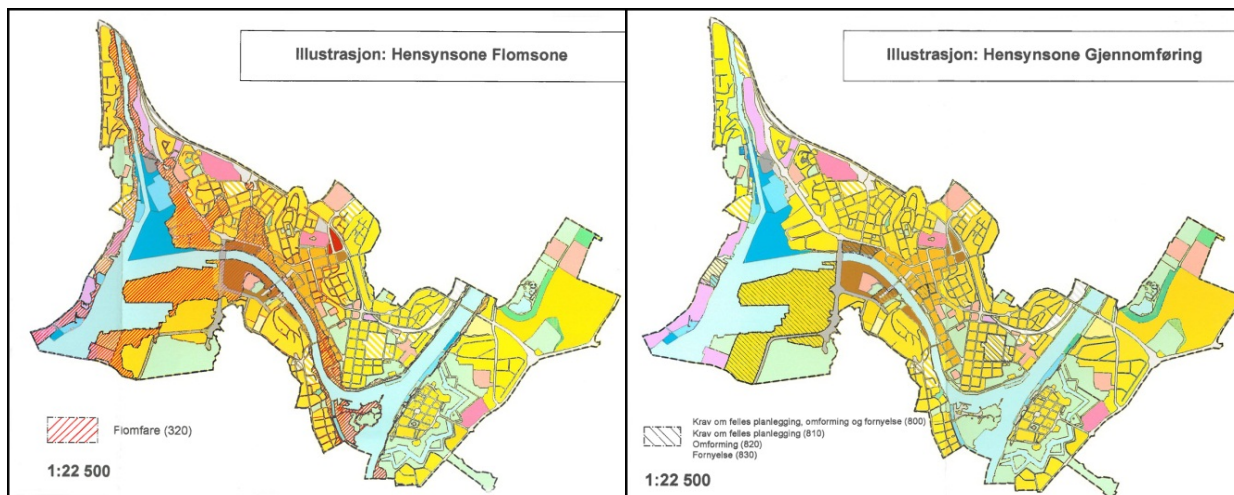 Illustrasjon: Hensynsone Flomsone
Flomfare (320)
1:22 500
Illustrasjon: Hensynsone Gjennomføring
Krav om felles planlegging, omforming og fornyelse (800)
Krav om felles planlegging (810)
Omforming (820)
Fornyelse (830)
1:22 500